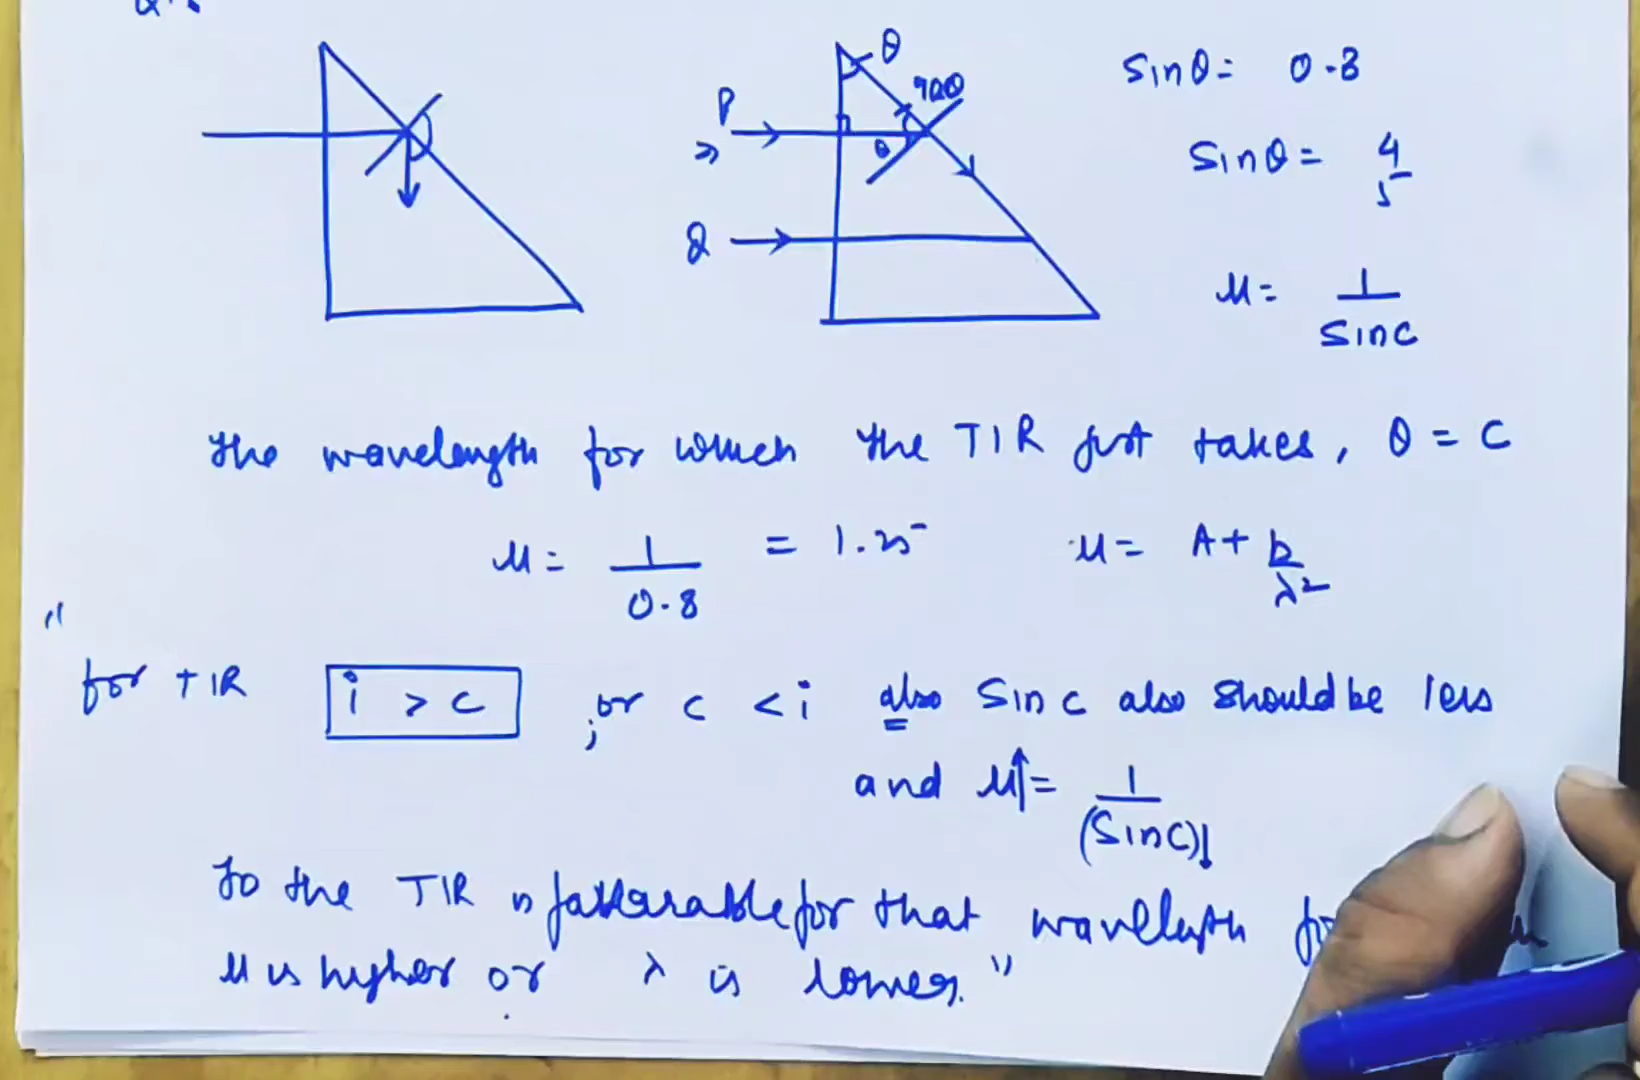 θ
Sinθ = 0.8
P
90θ
θ
Sinθ = 4/5
Q
μ = 1/Sinc
the wavelength for which the TIR just takes, θ = C
μ = 1/0.8 = 1.25 μ = A + b/λ²
"
for TIR i > c ; or c < i also Sin c also should be less
and μ↑ = 1/(Sinc)↓
So the TIR is for that wavelength
μ is higher or λ is lower."